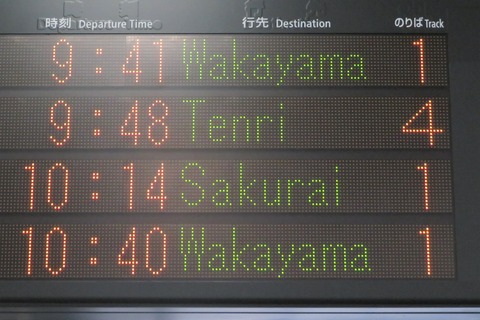 時刻 Departure Time 行先 Destination のりば Track
9:41 Wakayama 1
9:48 Tenri 4
10:14 Sakurai 1
10:40 Wakayama 1